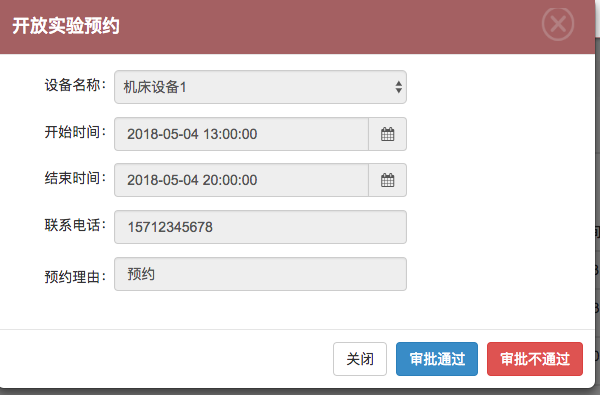 开放实验预约
设备名称： 机床设备1
开始时间： 2018-05-04 13:00:00
结束时间： 2018-05-04 20:00:00
联系电话： 15712345678
预约理由： 预约
关闭 审批通过 审批不通过